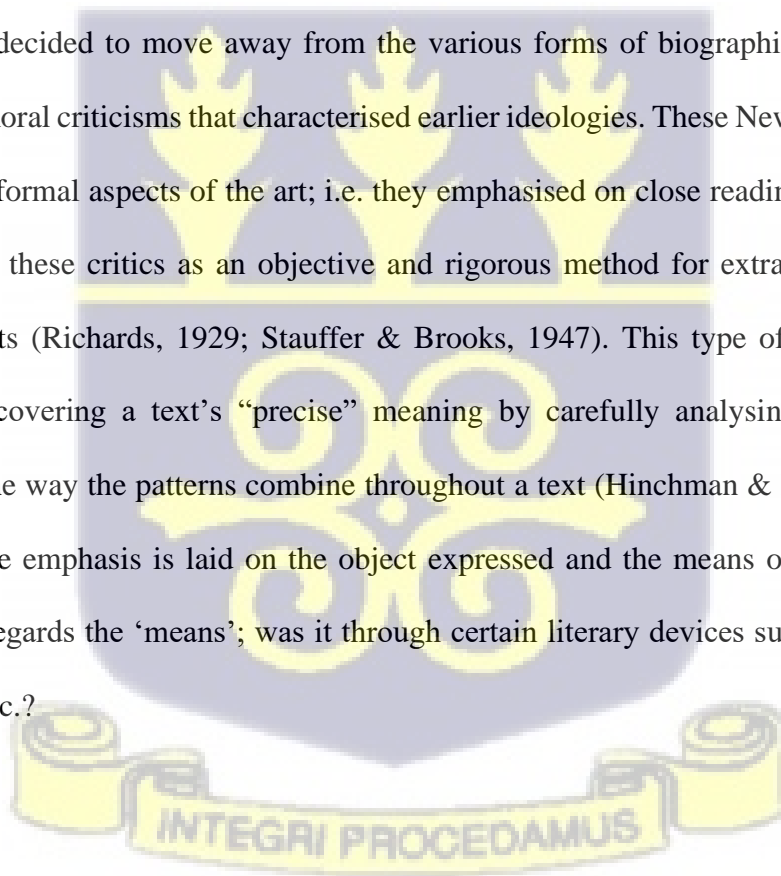 decided to move away from the various forms of biographi
oral criticisms that characterised earlier ideologies. These New
formal aspects of the art; i.e. they emphasised on close readin
these critics as an objective and rigorous method for extra
ts (Richards, 1929; Stauffer & Brooks, 1947). This type of
covering a text’s “precise” meaning by carefully analysin
e way the patterns combine throughout a text (Hinchman &
e emphasis is laid on the object expressed and the means o
egards the ‘means’; was it through certain literary devices su
c.?
INTEGRI PROCEDAMUS